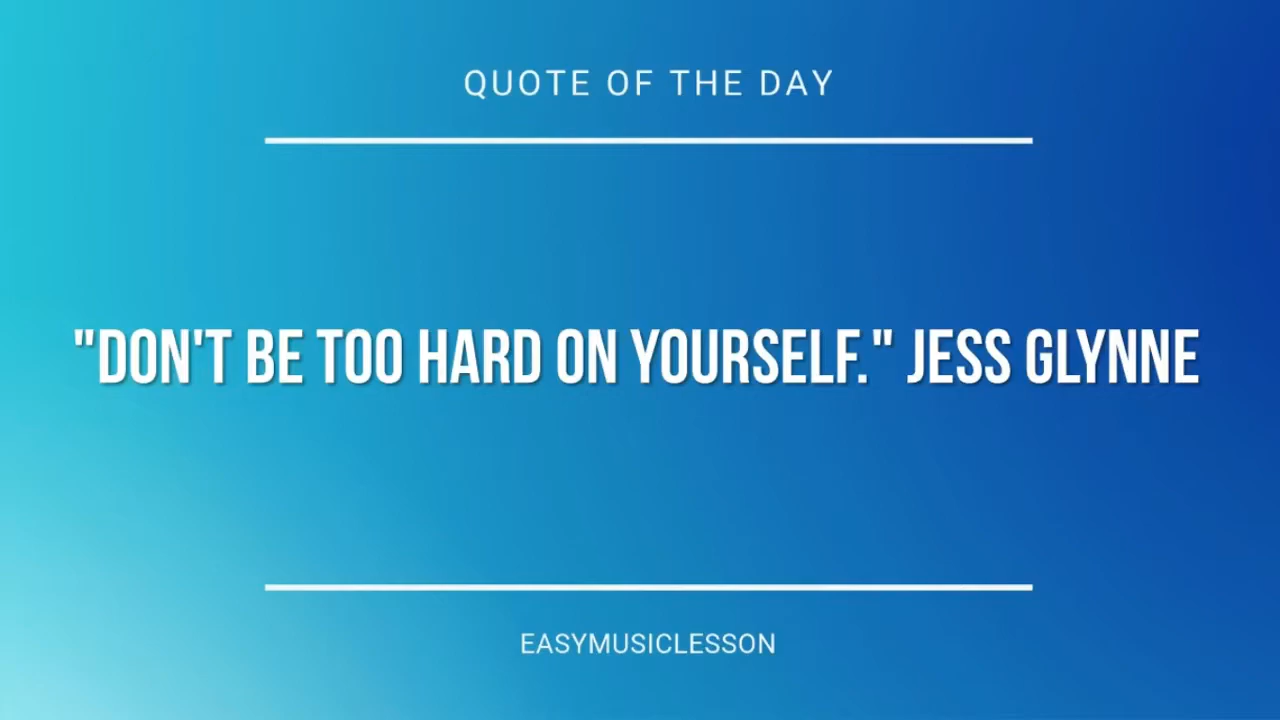 QUOTE OF THE DAY
"DON'T BE TOO HARD ON YOURSELF." JESS GLYNNE
EASYMUSICLESSON